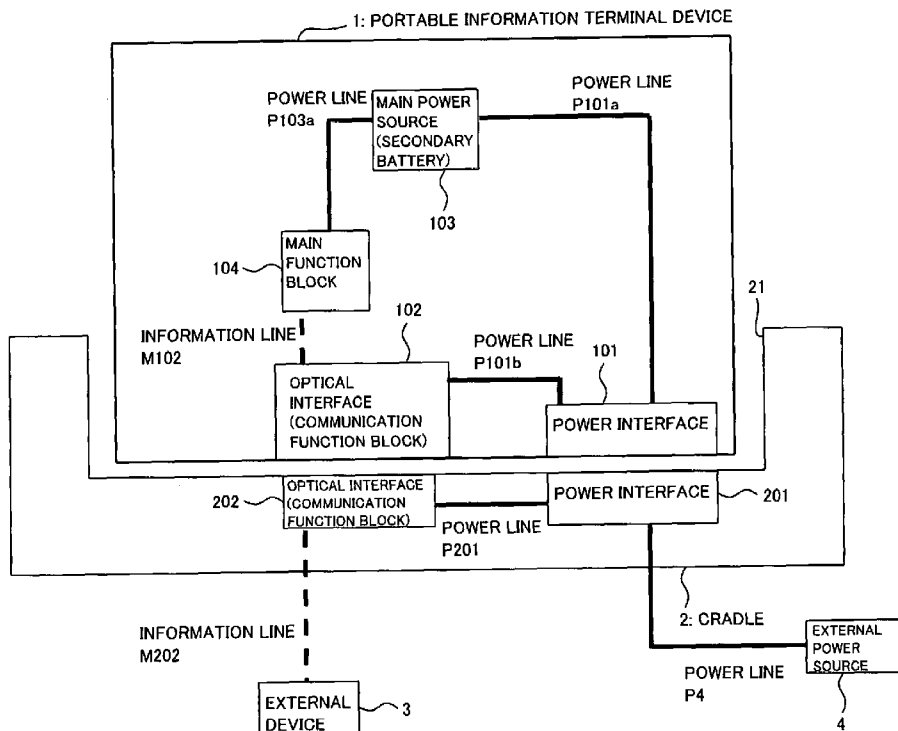 1: PORTABLE INFORMATION TERMINAL DEVICE
POWER LINE
P103a
MAIN POWER
SOURCE
(SECONDARY
BATTERY)
103
POWER LINE
P101a
104
MAIN
FUNCTION
BLOCK
21
INFORMATION LINE
M102
102
POWER LINE
P101b
101
OPTICAL
INTERFACE
(COMMUNICATION
FUNCTION BLOCK)
POWER INTERFACE
202
OPTICAL INTERFACE
(COMMUNICATION
FUNCTION BLOCK)
POWER INTERFACE
201
POWER LINE
P201
2: CRADLE
INFORMATION LINE
M202
EXTERNAL
POWER
SOURCE
POWER LINE
P4
4
EXTERNAL
DEVICE
3